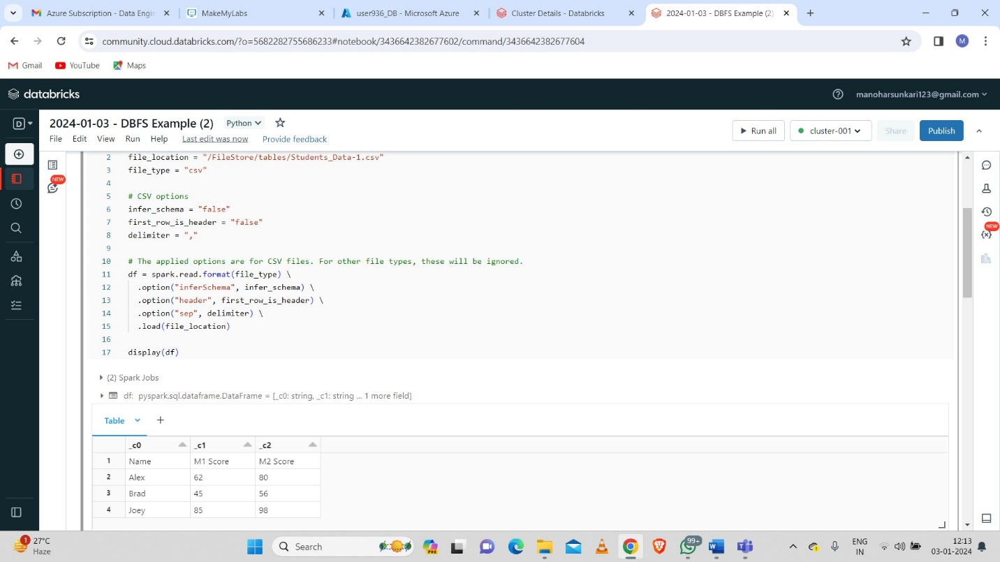 Azure Subscription - Data Engin
MakeMyLabs
user936_DB - Microsoft Azure
Cluster Details - Databricks
2024-01-03 - DBFS Example (2)
community.cloud.databricks.com/?o=5682282755686233#notebook/3436642382677602/command/3436642382677604
M
Gmail
YouTube
Maps
databricks
manoharsunkari123@gmail.com
D
2024-01-03 - DBFS Example (2)
Python
File Edit View Run Help Last edit was now Provide feedback
Run all
cluster-001
Share
Publish
NEW
NEW
2 file_location = "/FileStore/tables/Students_Data-1.csv"
3 file_type = "csv"
4
5 # CSV options
6 infer_schema = "false"
7 first_row_is_header = "false"
8 delimiter = ","
9
10 # The applied options are for CSV files. For other file types, these will be ignored.
11 df = spark.read.format(file_type) \
12 .option("inferSchema", infer_schema) \
13 .option("header", first_row_is_header) \
14 .option("sep", delimiter) \
15 .load(file_location)
16
17 display(df)
(2) Spark Jobs
df: pyspark.sql.dataframe.DataFrame = [_c0: string, _c1: string ... 1 more field]
Table
_c0 _c1 _c2
1 Name M1 Score M2 Score
2 Alex 62 80
3 Brad 45 56
4 Joey 85 98
1
27°C
Haze
Search
PRE
99+
ENG
IN
12:13
03-01-2024